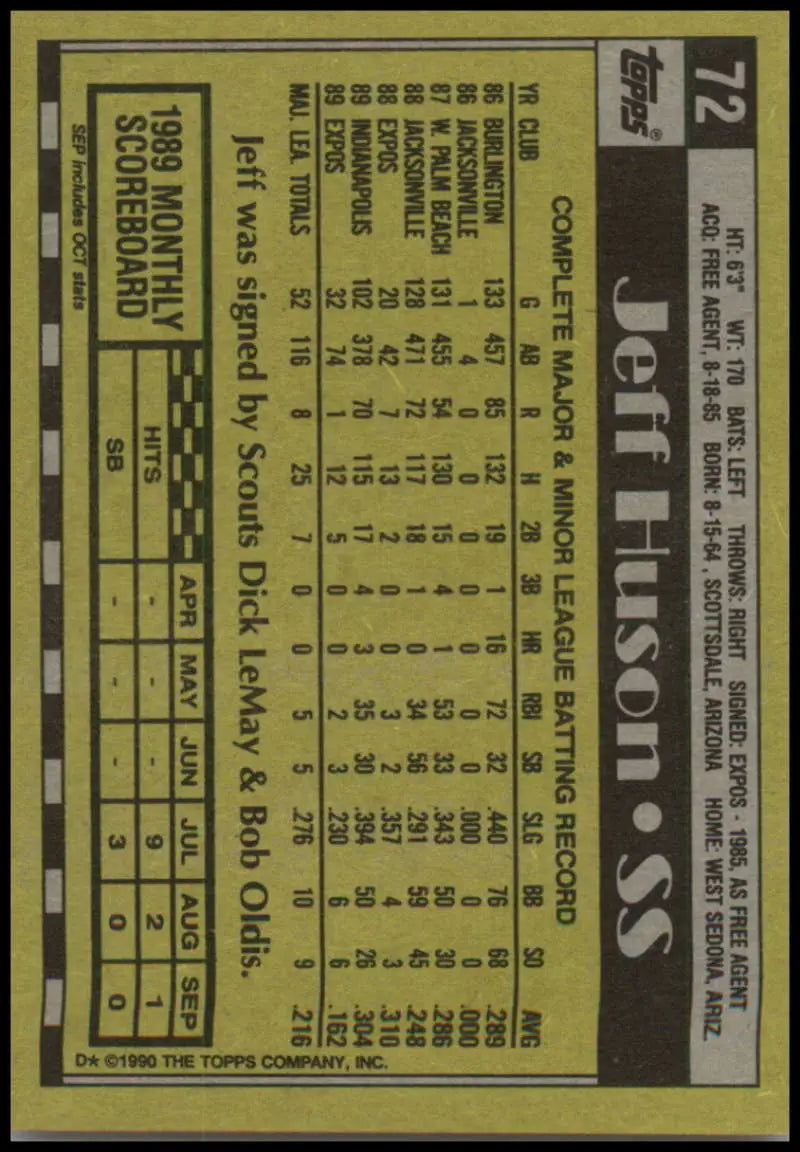 72
topps®
HT: 6'3" WT: 170 BATS: LEFT THROWS: RIGHT SIGNED: EXPOS - 1985, AS FREE AGENT
ACQ: FREE AGENT, 8-18-85 BORN: 8-15-64, SCOTTSDALE, ARIZONA HOME: WEST SEDONA, ARIZ.
Jeff Huson • SS
COMPLETE MAJOR & MINOR LEAGUE BATTING RECORD
YR CLUB G AB R H 2B 3B HR RBI SB SLG BB SO AVG
86 BURLINGTON 133 457 85 132 19 1 16 72 32 .440 76 68 .289
86 JACKSONVILLE 1 4 0 0 0 0 0 0 0 .000 0 0 .000
87 W. PALM BEACH 131 455 54 130 15 4 1 53 33 .343 50 30 .286
88 JACKSONVILLE 128 471 72 117 18 1 0 34 56 .291 59 45 .248
88 EXPOS 20 42 7 13 2 0 0 3 2 .357 4 3 .310
89 INDIANAPOLIS 102 378 70 115 17 4 3 35 30 .394 50 26 .304
89 EXPOS 32 74 1 12 5 0 0 2 3 .230 6 6 .162
MAJ. LEA. TOTALS 52 116 8 25 7 0 0 5 5 .276 10 9 .216
Jeff was signed by Scouts Dick LeMay & Bob Oldis.
1989 MONTHLY
SCOREBOARD
APR MAY JUN JUL AUG SEP
HITS - - - 9 2 1
SB - - - 3 0 0
SEP includes OCT stats
D★ ©1990 THE TOPPS COMPANY, INC.